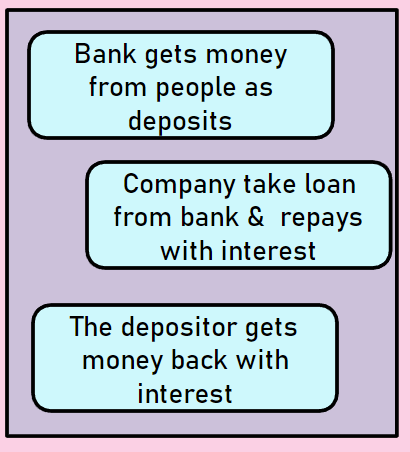 Bank gets money
from people as
deposits
Company take loan
from bank & repays
with interest
The depositor gets
money back with
interest